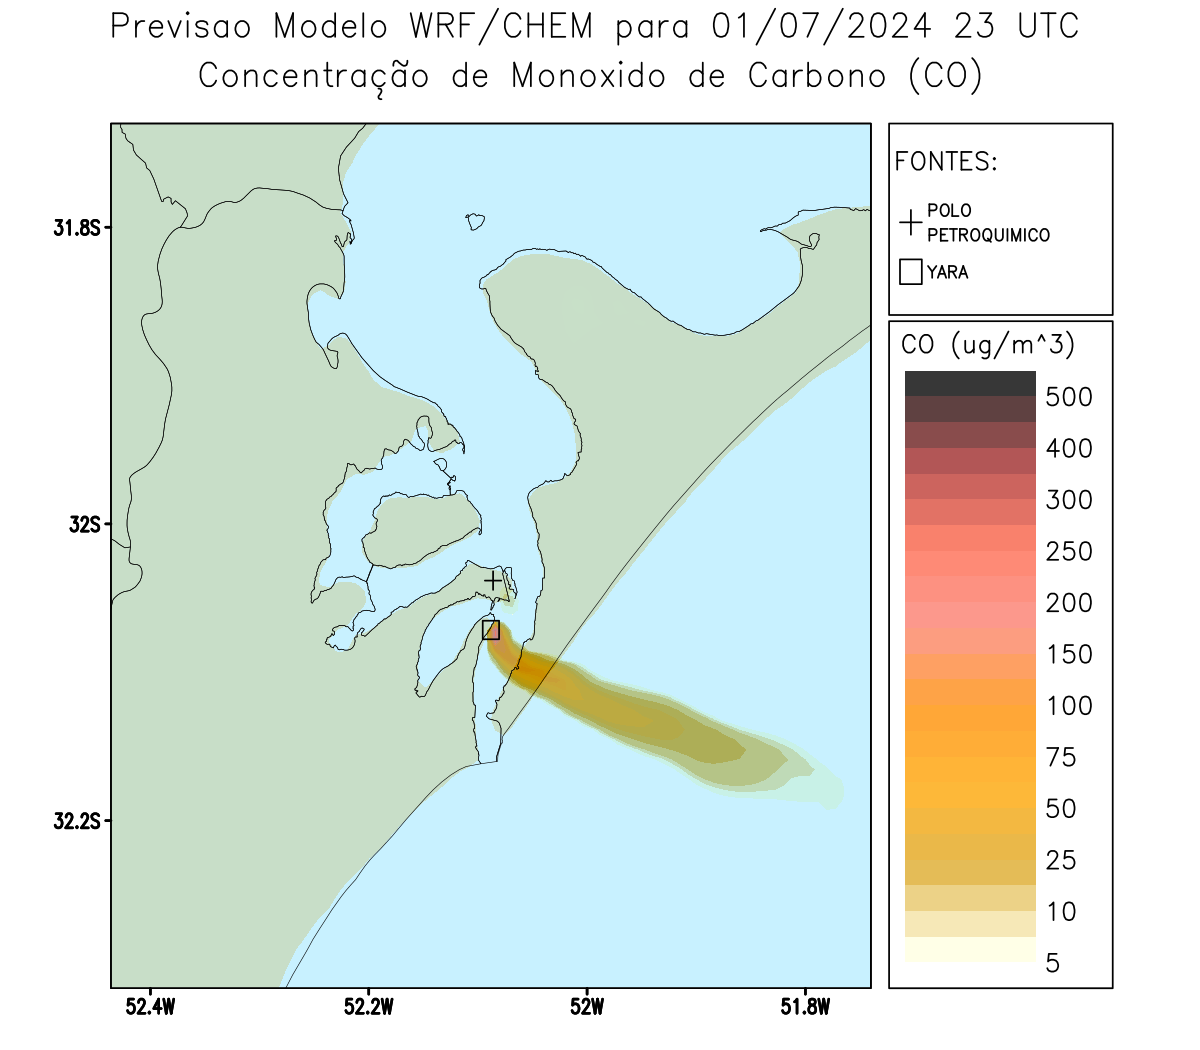 Previsao Modelo WRF/CHEM para 01/07/2024 23 UTC
Concentração de Monoxido de Carbono (CO)
FONTES:
POLO
PETROQUIMICO
YARA
CO (ug/m^3)
500
400
300
250
200
150
100
75
50
25
10
5
31.8S
32S
32.2S
52.4W
52.2W
52W
51.8W